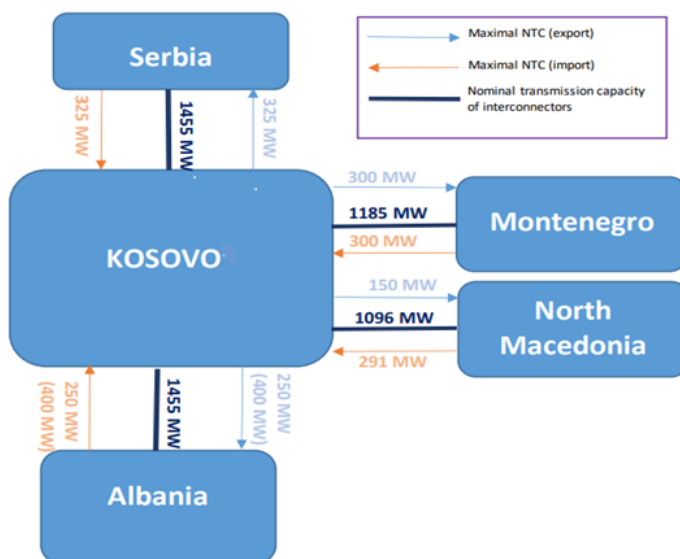 Maximal NTC (export)
Maximal NTC (import)
Nominal transmission capacity
of interconnectors
Serbia
325 MW
1455 MW
325 MW
KOSOVO
300 MW
1185 MW
300 MW
Montenegro
150 MW
1096 MW
291 MW
North
Macedonia
250 MW
(400 MW)
1455 MW
250 MW
(400 MW)
Albania